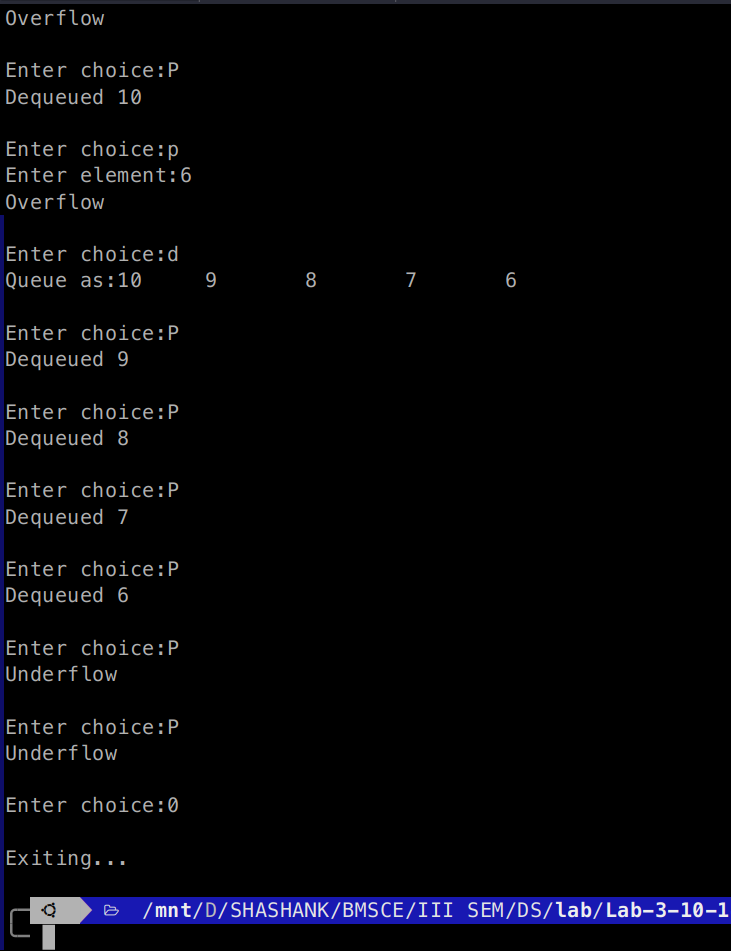 Overflow
Enter choice:P
Dequeued 10
Enter choice:p
Enter element:6
Overflow
Enter choice:d
Queue as:10 9 8 7 6
Enter choice:P
Dequeued 9
Enter choice:P
Dequeued 8
Enter choice:P
Dequeued 7
Enter choice:P
Dequeued 6
Enter choice:P
Underflow
Enter choice:P
Underflow
Enter choice:0
Exiting...
/mnt/D/SHASHANK/BMSCE/III SEM/DS/lab/Lab-3-10-1